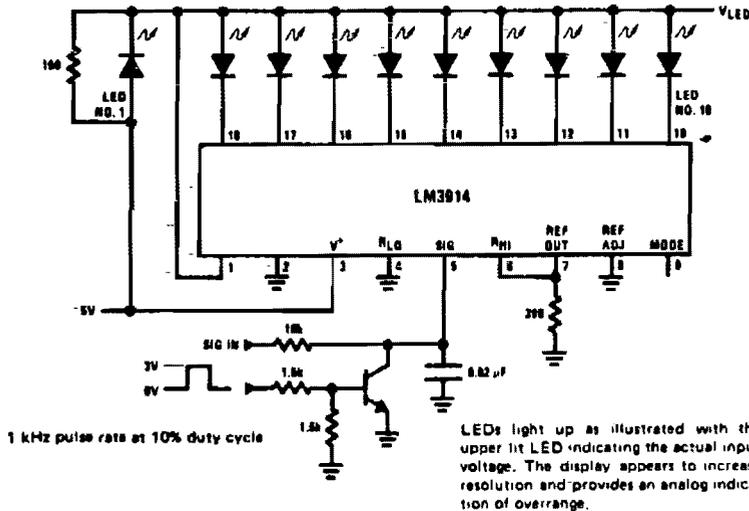 VLED
LED
NO. 1
LED
NO. 10
18 17 16 15 14 13 12 11 10
LM3914
V+ RLO SIG RHI REF OUT REF ADJ MODE
1 2 3 4 5 6 7 8 9
5V
SIG IN
10k
3V
0V
1.5k
1.5k
0.02 µF
1 kHz pulse rate at 10% duty cycle
LEDs light up as illustrated with th
upper lit LED indicating the actual inpu
voltage. The display appears to increas
resolution and provides an analog indic
tion of overrange.